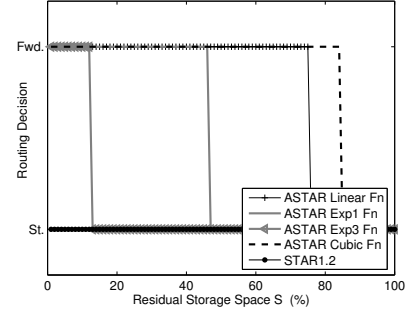 Fwd.
Routing Decision
St.
ASTAR Linear Fn
ASTAR Exp1 Fn
ASTAR Exp3 Fn
ASTAR Cubic Fn
STAR1.2
0 20 40 60 80 100
Residual Storage Space S (%)